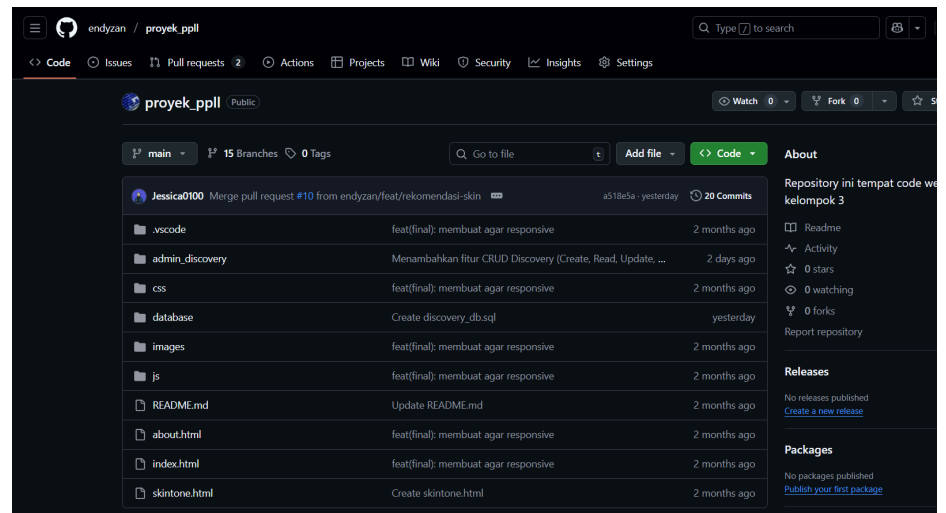 endyzan / proyek_ppll Type / to search
Code Issues Pull requests 2 Actions Projects Wiki Security Insights Settings
proyek_ppll Public Watch 0 Fork 0
main 15 Branches 0 Tags Go to file t Add file Code
About
Jessica0100 Merge pull request #10 from endyzan/feat/rekomendasi-skin a518e5a · yesterday 20 Commits
Repository ini tempat code
kelompok 3
.vscode feat(final): membuat agar responsive 2 months ago
admin_discovery Menambahkan fitur CRUD Discovery (Create, Read, Update, ... 2 days ago
css feat(final): membuat agar responsive 2 months ago
database Create discovery_db.sql yesterday
images feat(final): membuat agar responsive 2 months ago
js feat(final): membuat agar responsive 2 months ago
README.md Update README.md 2 months ago
about.html feat(final): membuat agar responsive 2 months ago
index.html feat(final): membuat agar responsive 2 months ago
skintone.html Create skintone.html 2 months ago
Readme
Activity
0 stars
0 watching
0 forks
Report repository
Releases
No releases published
Create a new release
Packages
No packages published
Publish your first package